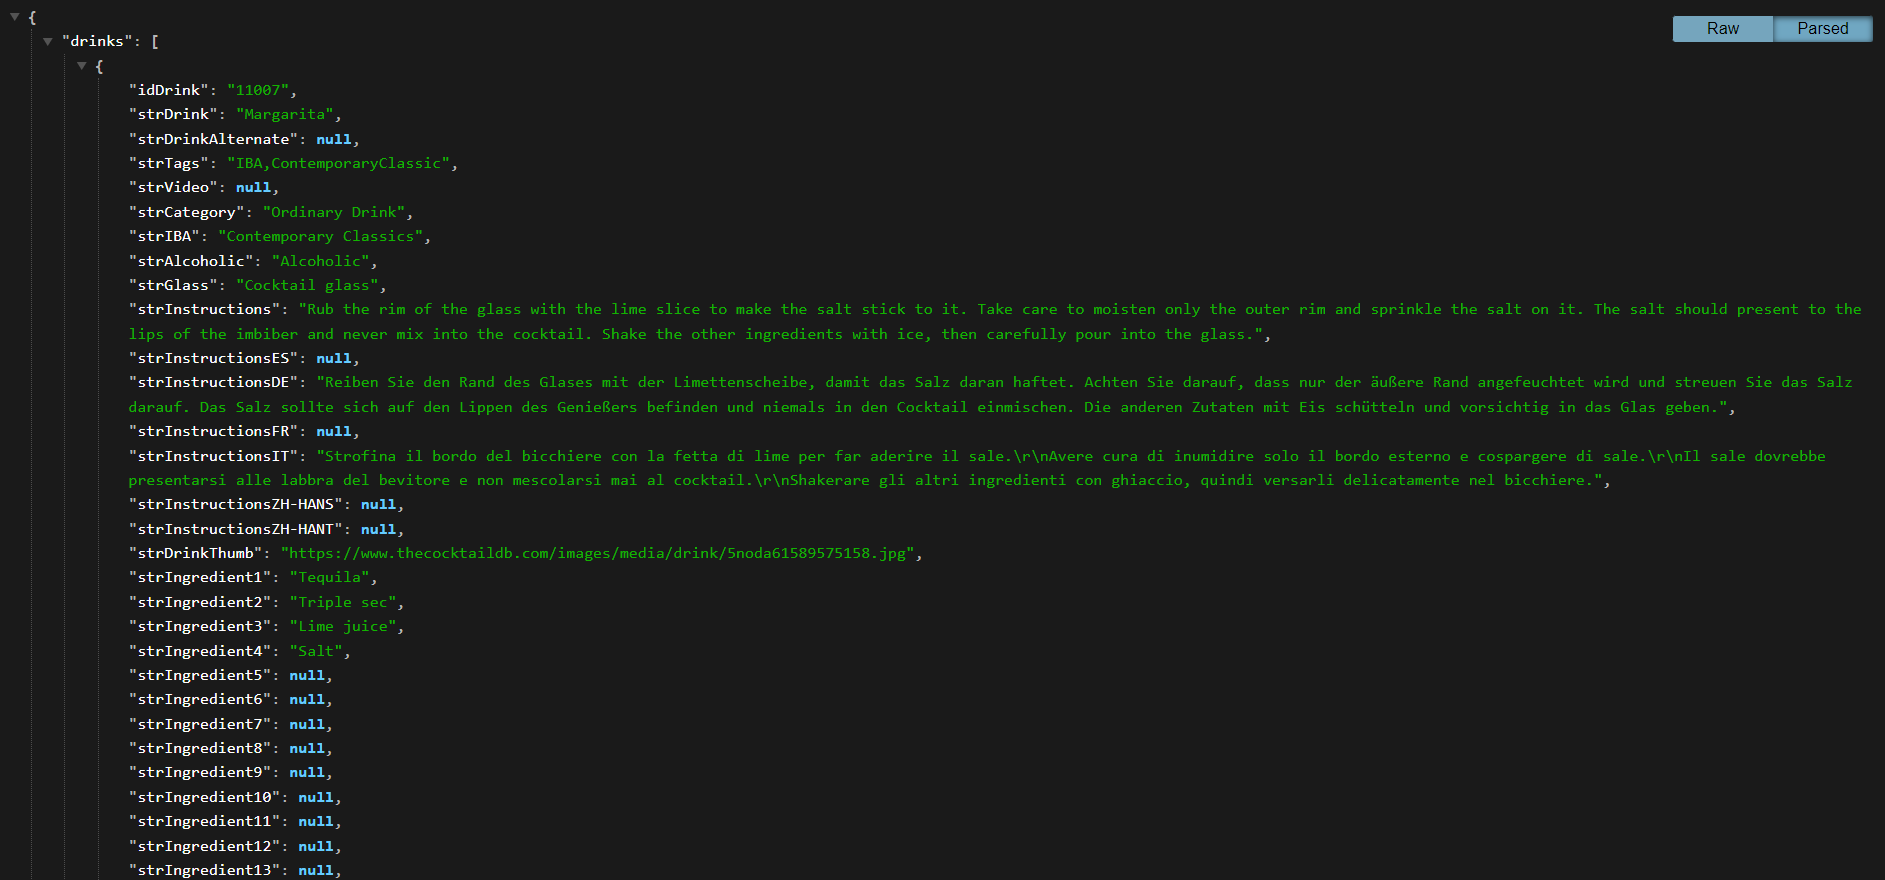 {
Raw Parsed
"drinks": [
{
"idDrink": "11007",
"strDrink": "Margarita",
"strDrinkAlternate": null,
"strTags": "IBA,ContemporaryClassic",
"strVideo": null,
"strCategory": "Ordinary Drink",
"strIBA": "Contemporary Classics",
"strAlcoholic": "Alcoholic",
"strGlass": "Cocktail glass",
"strInstructions": "Rub the rim of the glass with the lime slice to make the salt stick to it. Take care to moisten only the outer rim and sprinkle the salt on it. The salt should present to the
lips of the imbiber and never mix into the cocktail. Shake the other ingredients with ice, then carefully pour into the glass.",
"strInstructionsES": null,
"strInstructionsDE": "Reiben Sie den Rand des Glases mit der Limettenscheibe, damit das Salz daran haftet. Achten Sie darauf, dass nur der äußere Rand angefeuchtet wird und streuen Sie das Salz
darauf. Das Salz sollte sich auf den Lippen des Genießers befinden und niemals in den Cocktail einmischen. Die anderen Zutaten mit Eis schütteln und vorsichtig in das Glas geben.",
"strInstructionsFR": null,
"strInstructionsIT": "Strofina il bordo del bicchiere con la fetta di lime per far aderire il sale.\r\nAvere cura di inumidire solo il bordo esterno e cospargere di sale.\r\nIl sale dovrebbe
presentarsi alle labbra del bevitore e non mescolarsi mai al cocktail.\r\nShakerare gli altri ingredienti con ghiaccio, quindi versarli delicatamente nel bicchiere.",
"strInstructionsZH-HANS": null,
"strInstructionsZH-HANT": null,
"strDrinkThumb": "https://www.thecocktaildb.com/images/media/drink/5noda61589575158.jpg",
"strIngredient1": "Tequila",
"strIngredient2": "Triple sec",
"strIngredient3": "Lime juice",
"strIngredient4": "Salt",
"strIngredient5": null,
"strIngredient6": null,
"strIngredient7": null,
"strIngredient8": null,
"strIngredient9": null,
"strIngredient10": null,
"strIngredient11": null,
"strIngredient12": null,
"strIngredient13": null,